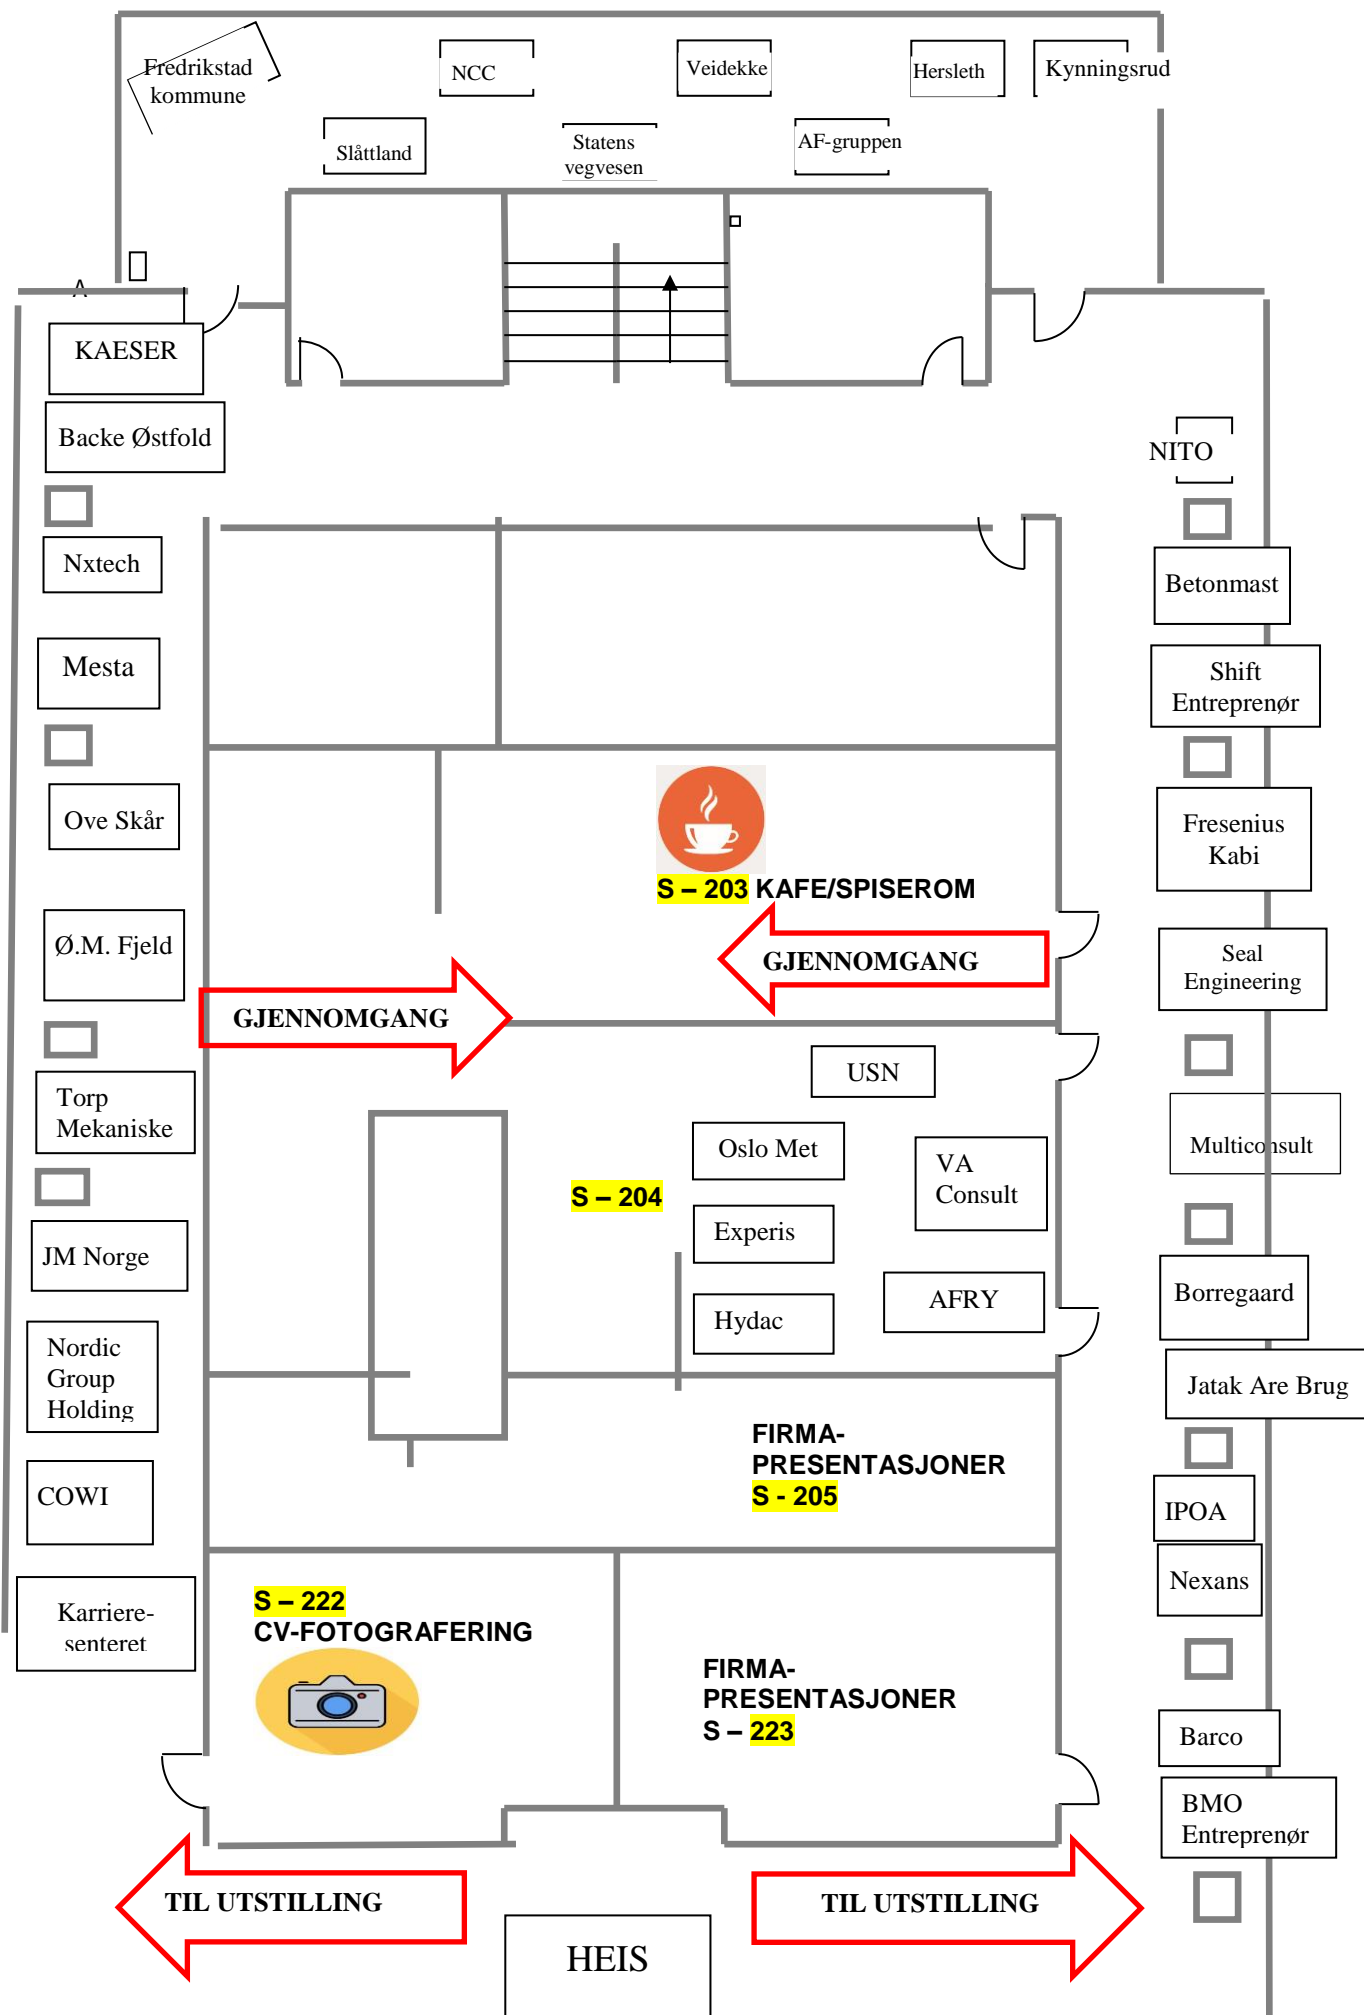 Fredrikstad
kommune
NCC
Veidekke
Hersleth
Kynningsrud
Slåttland
Statens
vegvesen
AF-gruppen
A
KAESER
Backe Østfold
NITO
Nxtech
Betonmast
Mesta
Shift
Entreprenør
Ove Skår
Fresenius
Kabi
S – 203 KAFE/SPISEROM
Ø.M. Fjeld
GJENNOMGANG
Seal
Engineering
GJENNOMGANG
USN
Torp
Mekaniske
Oslo Met
VA
Consult
Multiconsult
S – 204
Experis
JM Norge
AFRY
Borregaard
Hydac
Nordic
Group
Holding
Jatak Are Brug
FIRMA-
PRESENTASJONER
S - 205
COWI
IPOA
Nexans
Karriere-
senteret
S – 222
CV-FOTOGRAFERING
FIRMA-
PRESENTASJONER
S – 223
Barco
BMO
Entreprenør
TIL UTSTILLING
TIL UTSTILLING
HEIS